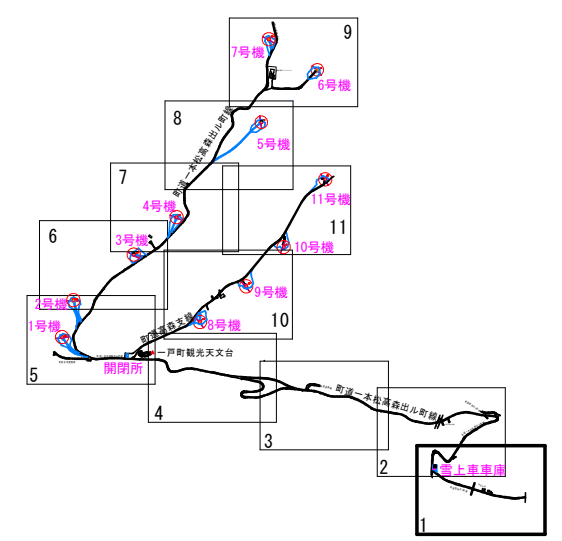 9
7号機
6号機
8
5号機
町道一本松高森出ル町線
7
4号機
11号機
11
6
3号機
10号機
2号機
9号機
10
1号機
町道高森支線
8号機
開閉所
一戸町観光天文台
5
4
3
町道一本松高森出ル町線
2
雪上車車庫
1